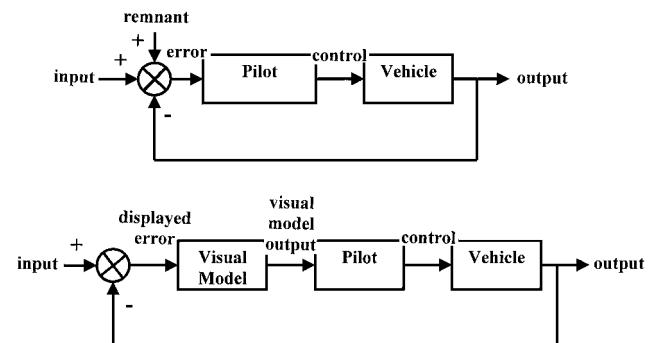 remnant
+
+
error
control
input
Pilot
Vehicle
output
-
visual
displayed
model
+
error
output
control
input
Visual
Model
Pilot
Vehicle
output
-